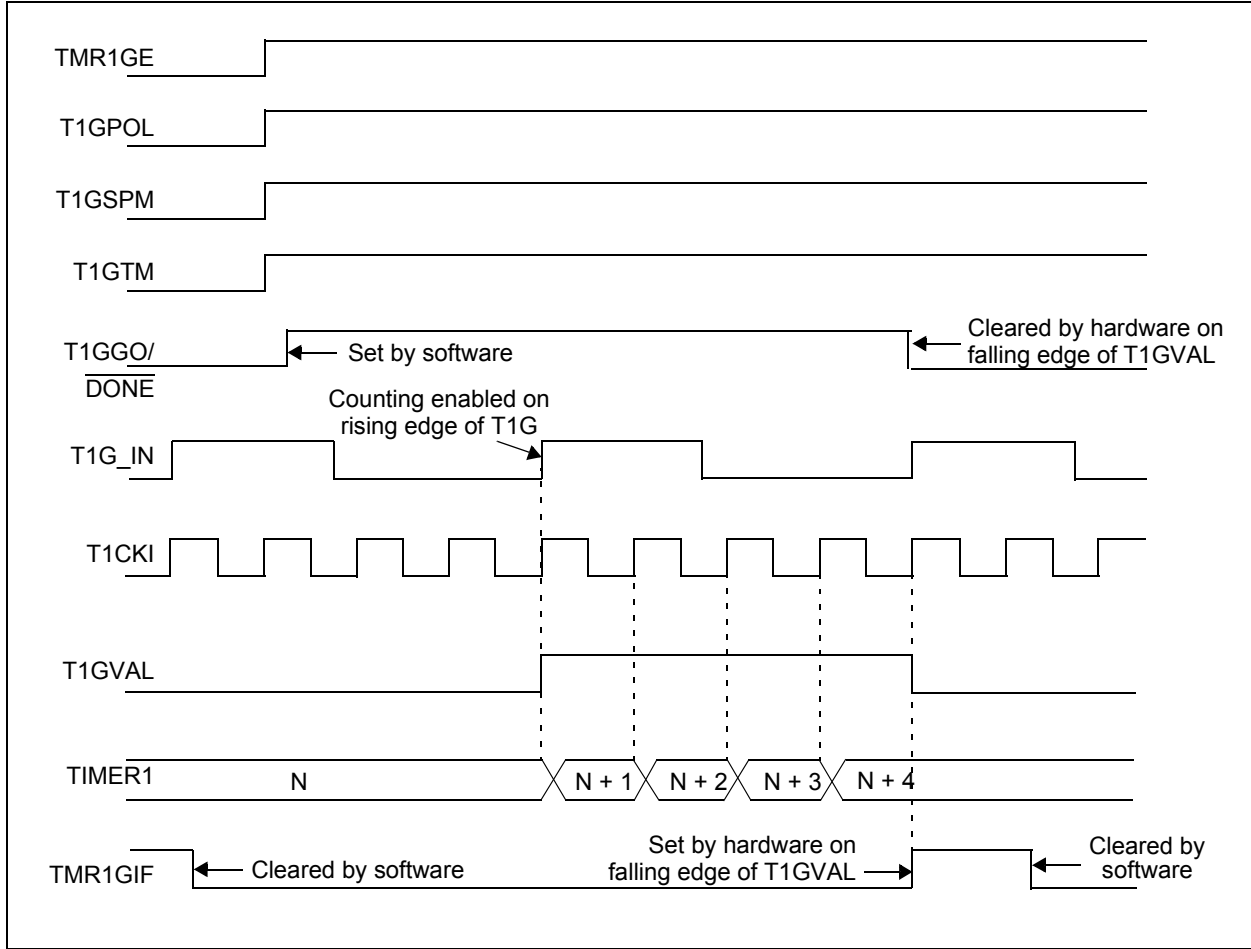 TMR1GE
T1GPOL
T1GSPM
T1GTM
T1GGO/
DONE
Set by software
Cleared by hardware on
falling edge of T1GVAL
Counting enabled on
rising edge of T1G
T1G_IN
T1CKI
T1GVAL
TIMER1
N
N + 1
N + 2
N + 3
N + 4
TMR1GIF
Cleared by software
Set by hardware on
falling edge of T1GVAL
Cleared by
software